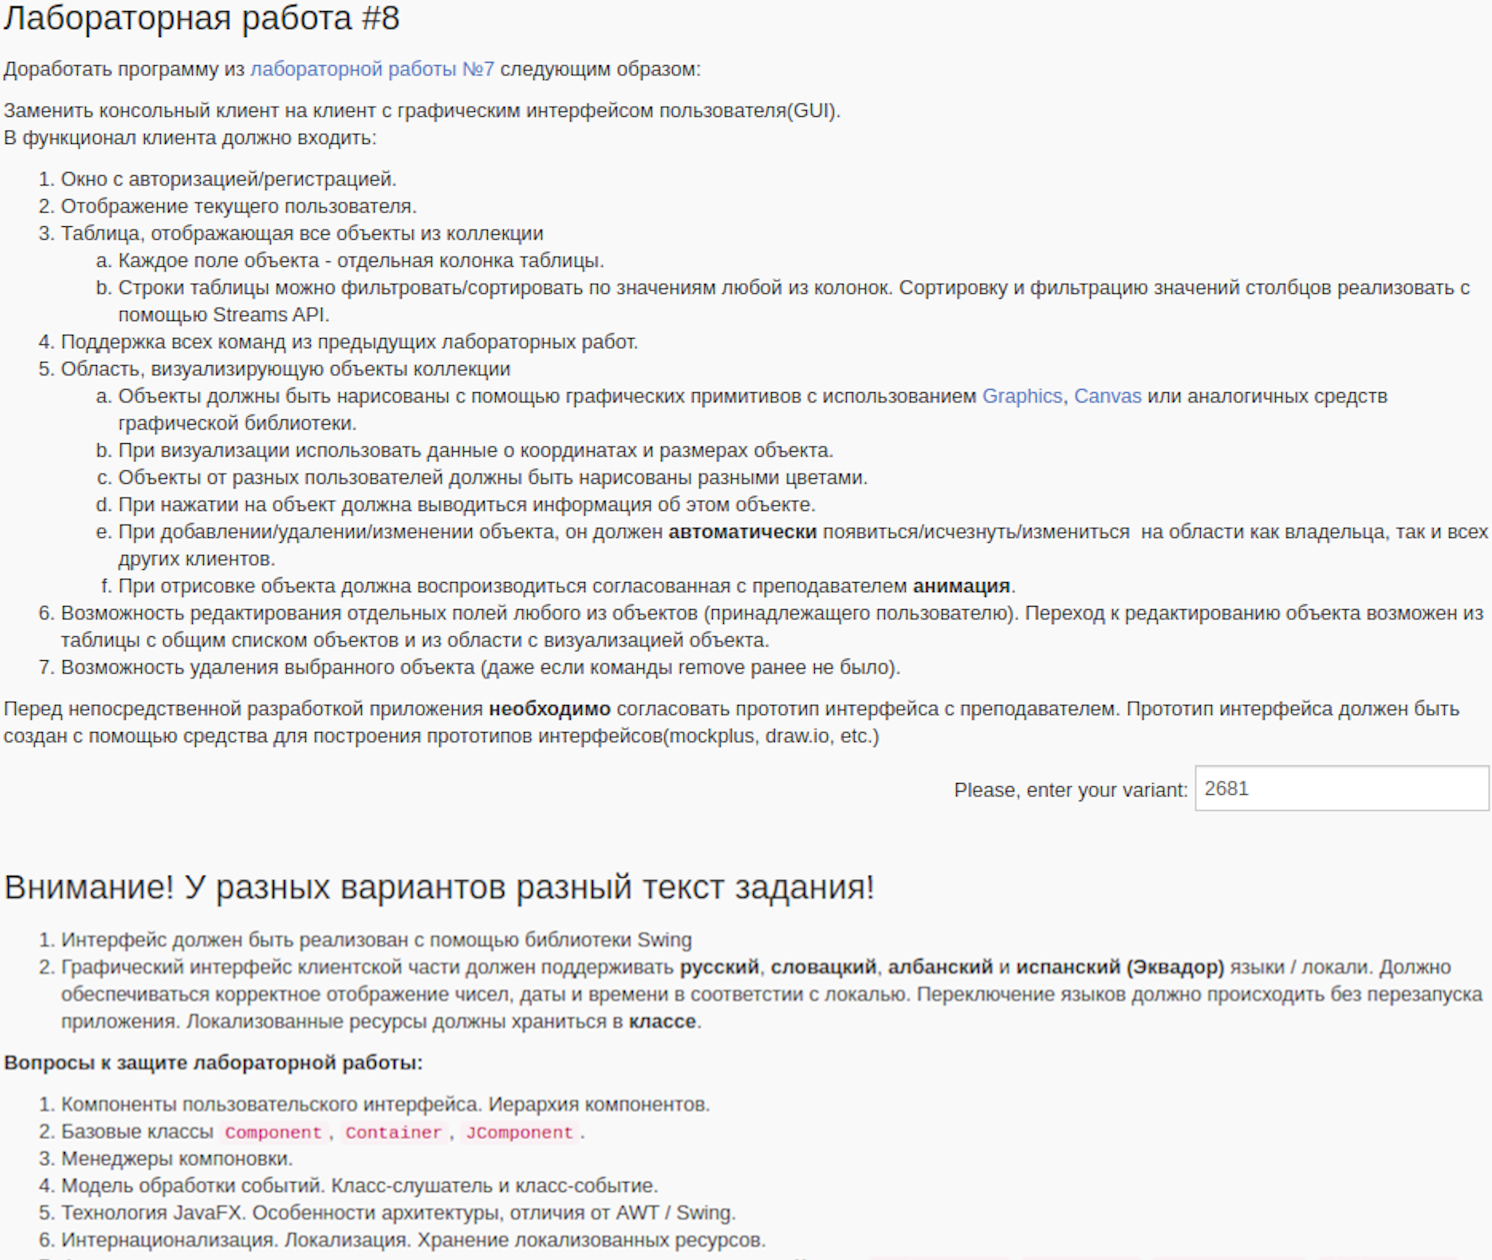 Лабораторная работа #8
Доработать программу из лабораторной работы №7 следующим образом:
Заменить консольный клиент на клиент с графическим интерфейсом пользователя(GUI).
В функционал клиента должно входить:
1. Окно с авторизацией/регистрацией.
2. Отображение текущего пользователя.
3. Таблица, отображающая все объекты из коллекции
a. Каждое поле объекта - отдельная колонка таблицы.
b. Строки таблицы можно фильтровать/сортировать по значениям любой из колонок. Сортировку и фильтрацию значений столбцов реализовать с
помощью Streams API.
4. Поддержка всех команд из предыдущих лабораторных работ.
5. Область, визуализирующую объекты коллекции
a. Объекты должны быть нарисованы с помощью графических примитивов с использованием Graphics, Canvas или аналогичных средств
графической библиотеки.
b. При визуализации использовать данные о координатах и размерах объекта.
c. Объекты от разных пользователей должны быть нарисованы разными цветами.
d. При нажатии на объект должна выводиться информация об этом объекте.
e. При добавлении/удалении/изменении объекта, он должен автоматически появиться/исчезнуть/измениться на области как владельца, так и всех
других клиентов.
f. При отрисовке объекта должна воспроизводиться согласованная с преподавателем анимация.
6. Возможность редактирования отдельных полей любого из объектов (принадлежащего пользователю). Переход к редактированию объекта возможен из
таблицы с общим списком объектов и из области с визуализацией объекта.
7. Возможность удаления выбранного объекта (даже если команды remove ранее не было).
Перед непосредственной разработкой приложения необходимо согласовать прототип интерфейса с преподавателем. Прототип интерфейса должен быть
создан с помощью средства для построения прототипов интерфейсов(mockplus, draw.io, etc.)
Please, enter your variant: 2681
Внимание! У разных вариантов разный текст задания!
1. Интерфейс должен быть реализован с помощью библиотеки Swing
2. Графический интерфейс клиентской части должен поддерживать русский, словацкий, албанский и испанский (Эквадор) языки / локали. Должно
обеспечиваться корректное отображение чисел, даты и времени в соответстии с локалью. Переключение языков должно происходить без перезапуска
приложения. Локализованные ресурсы должны храниться в классе.
Вопросы к защите лабораторной работы:
1. Компоненты пользовательского интерфейса. Иерархия компонентов.
2. Базовые классы Component, Container, JComponent.
3. Менеджеры компоновки.
4. Модель обработки событий. Класс-слушатель и класс-событие.
5. Технология JavaFX. Особенности архитектуры, отличия от AWT / Swing.
6. Интернационализация. Локализация. Хранение локализованных ресурсов.